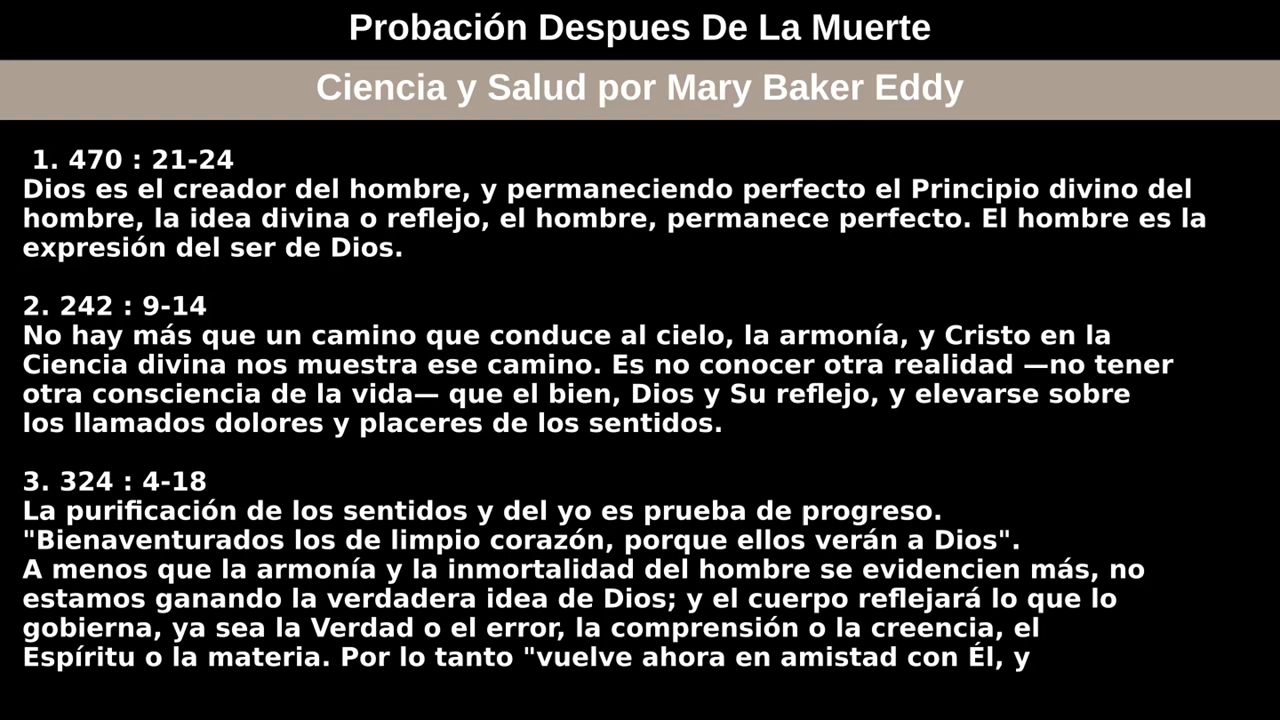 Probación Despues De La Muerte
Ciencia y Salud por Mary Baker Eddy
1. 470 : 21-24
Dios es el creador del hombre, y permaneciendo perfecto el Principio divino del
hombre, la idea divina o reflejo, el hombre, permanece perfecto. El hombre es la
expresión del ser de Dios.
2. 242 : 9-14
No hay más que un camino que conduce al cielo, la armonía, y Cristo en la
Ciencia divina nos muestra ese camino. Es no conocer otra realidad —no tener
otra consciencia de la vida— que el bien, Dios y Su reflejo, y elevarse sobre
los llamados dolores y placeres de los sentidos.
3. 324 : 4-18
La purificación de los sentidos y del yo es prueba de progreso.
"Bienaventurados los de limpio corazón, porque ellos verán a Dios".
A menos que la armonía y la inmortalidad del hombre se evidencien más, no
estamos ganando la verdadera idea de Dios; y el cuerpo reflejará lo que lo
gobierna, ya sea la Verdad o el error, la comprensión o la creencia, el
Espíritu o la materia. Por lo tanto "vuelve ahora en amistad con Él, y